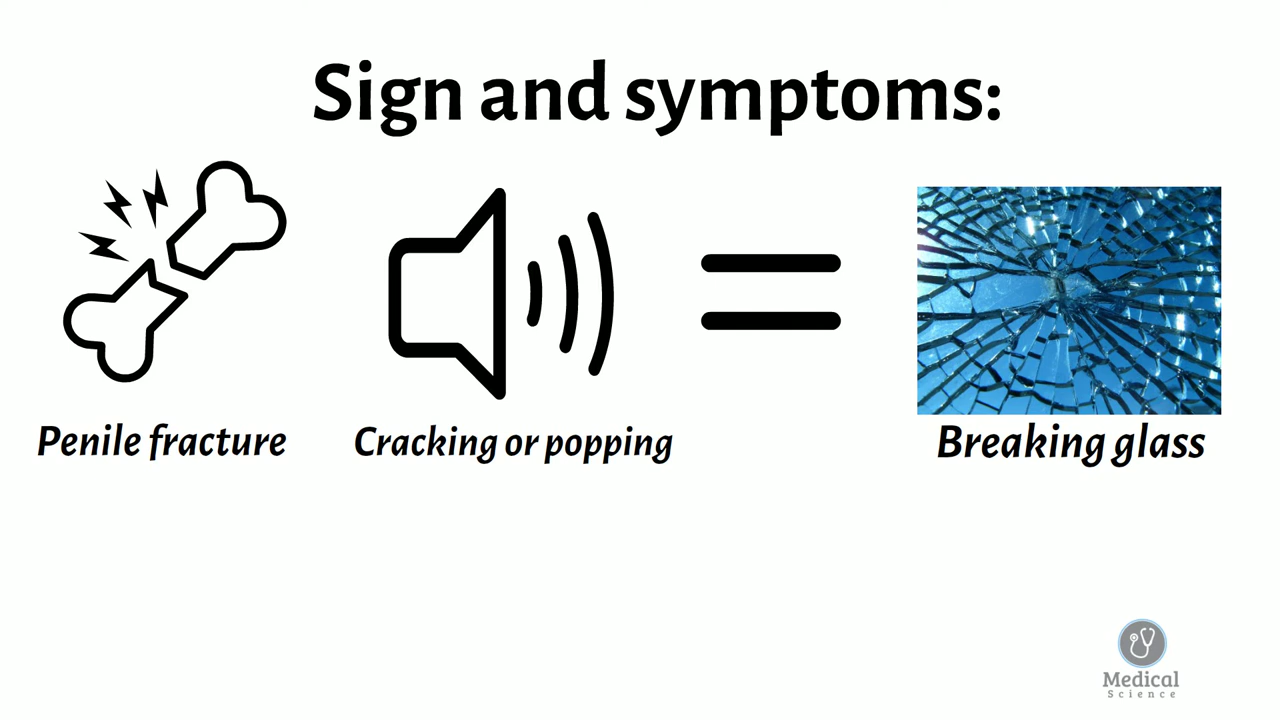 Sign and symptoms:
Penile fracture
Cracking or popping
Breaking glass
Medical
Science